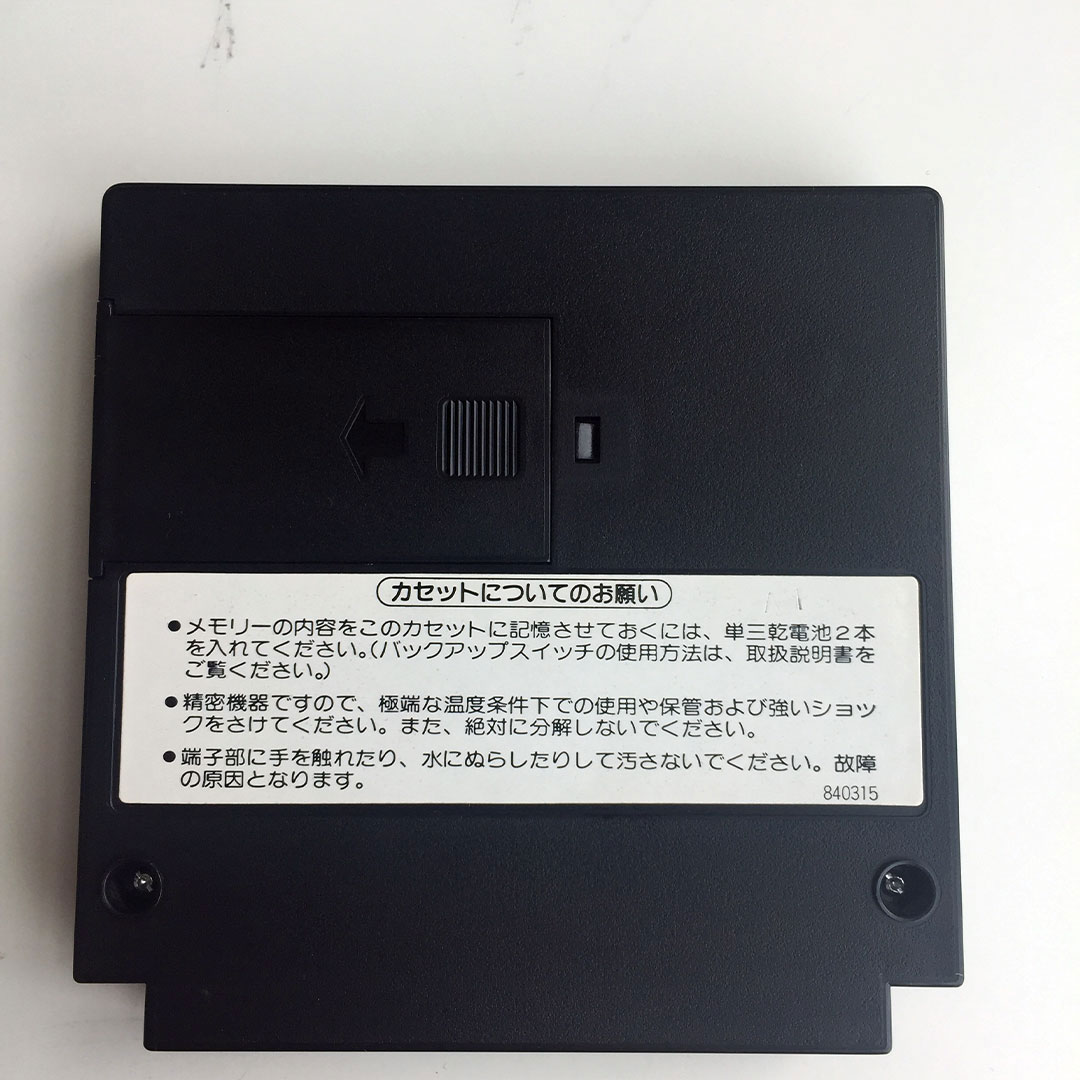 カセットについてのお願い
●メモリーの内容をこのカセットに記憶させておくには、単三乾電池2本
を入れてください。(バックアップスイッチの使用方法は、取扱説明書を
ご覧ください。)
●精密機器ですので、極端な温度条件下での使用や保管および強いショッ
クをさけてください。また、絶対に分解しないでください。
●端子部に手を触れたり、水にぬらしたりして汚さないでください。故障
の原因となります。
840315